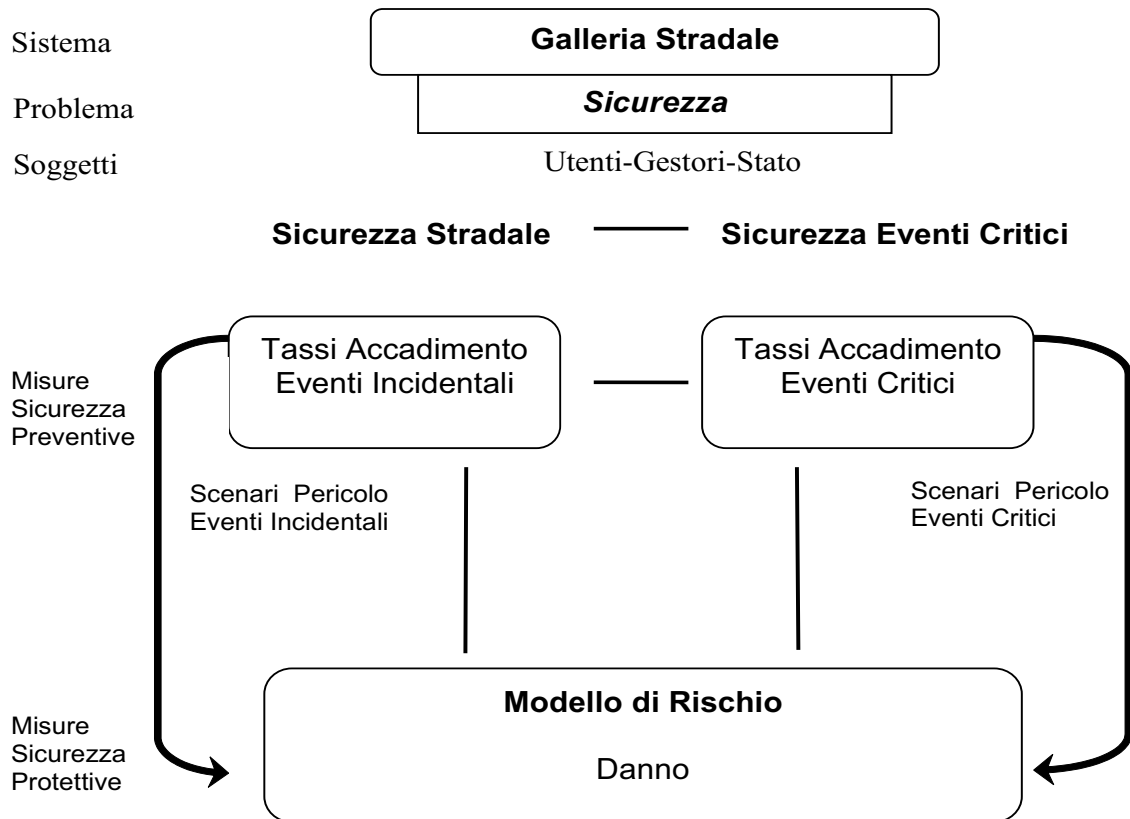 Sistema
Galleria Stradale
Problema
Sicurezza
Soggetti
Utenti-Gestori-Stato
Sicurezza Stradale
Sicurezza Eventi Critici
Misure
Sicurezza
Preventive
Tassi Accadimento
Eventi Incidentali
Tassi Accadimento
Eventi Critici
Scenari Pericolo
Eventi Incidentali
Scenari Pericolo
Eventi Critici
Misure
Sicurezza
Protettive
Modello di Rischio
Danno